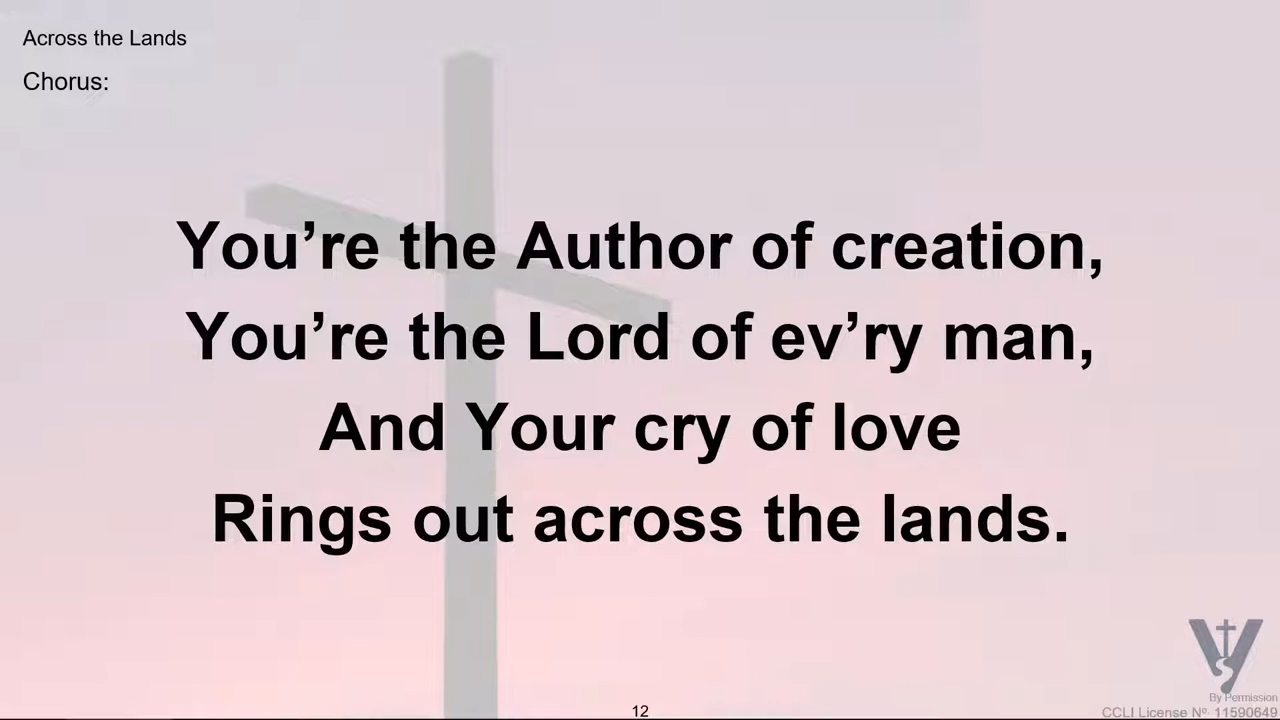 Across the Lands
Chorus:
You’re the Author of creation,
You’re the Lord of ev’ry man,
And Your cry of love
Rings out across the lands.
By Permission
12
CCLI License Nº. 11590649